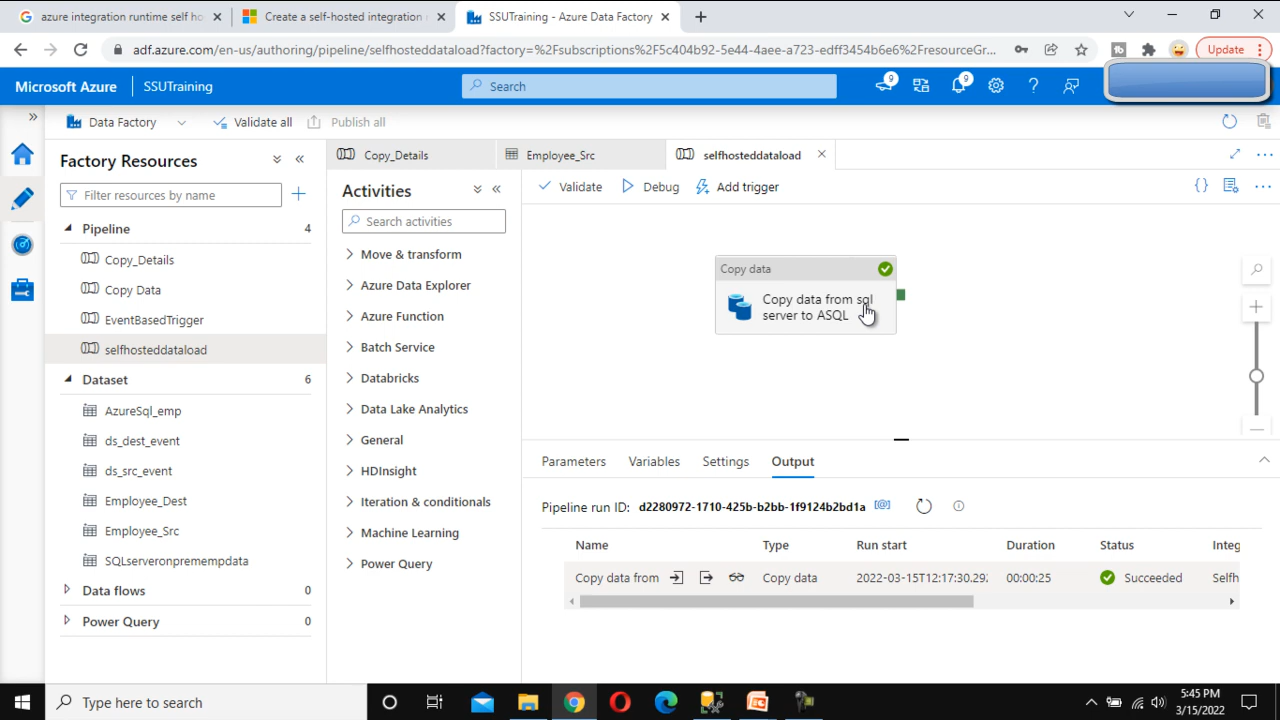 azure integration runtime self ho
Create a self-hosted integration
SSUTraining - Azure Data Factory
adf.azure.com/en-us/authoring/pipeline/selfhosteddataload?factory=%2Fsubscriptions%2F5c404b92-5e44-4aee-a723-edff3454b6e6%2FresourceGr...
Update
Microsoft Azure
SSUTraining
Search
9
9
Data Factory
Validate all
Publish all
Factory Resources
Filter resources by name
Pipeline 4
Copy_Details
Copy Data
EventBasedTrigger
selfhosteddataload
Dataset 6
AzureSql_emp
ds_dest_event
ds_src_event
Employee_Dest
Employee_Src
SQLserveronprempempdata
Data flows 0
Power Query 0
Copy_Details
Employee_Src
selfhosteddataload
Activities
Search activities
Move & transform
Azure Data Explorer
Azure Function
Batch Service
Databricks
Data Lake Analytics
General
HDInsight
Iteration & conditionals
Machine Learning
Power Query
Validate
Debug
Add trigger
Copy data
Copy data from sql
server to ASQL
Parameters
Variables
Settings
Output
Pipeline run ID: d2280972-1710-425b-b2bb-1f9124b2bd1a
Name Type Run start Duration Status Integ
Copy data from Copy data 2022-03-15T12:17:30.292 00:00:25 Succeeded Selfh
Type here to search
5:45 PM
3/15/2022